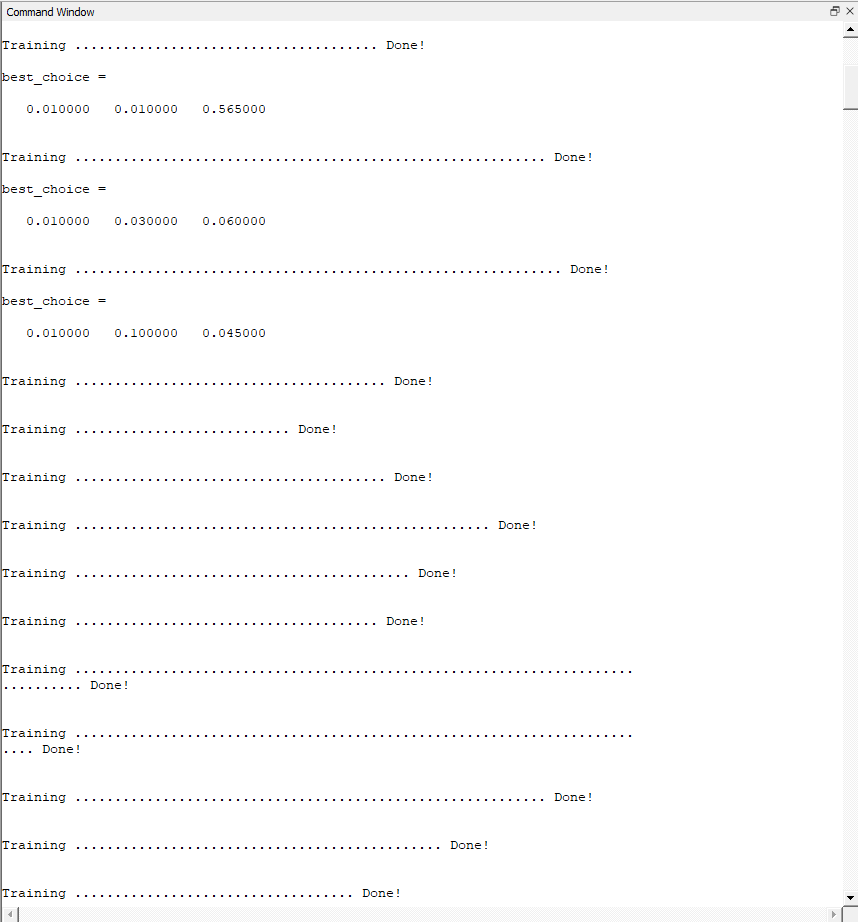 Command Window
Training ...................................... Done!
best_choice =
0.010000 0.010000 0.565000
Training ........................................................... Done!
best_choice =
0.010000 0.030000 0.060000
Training ............................................................. Done!
best_choice =
0.010000 0.100000 0.045000
Training ....................................... Done!
Training ........................... Done!
Training ....................................... Done!
Training .................................................... Done!
Training .......................................... Done!
Training ...................................... Done!
Training ......................................................................
.......... Done!
Training ......................................................................
.... Done!
Training ........................................................... Done!
Training .............................................. Done!
Training ................................... Done!